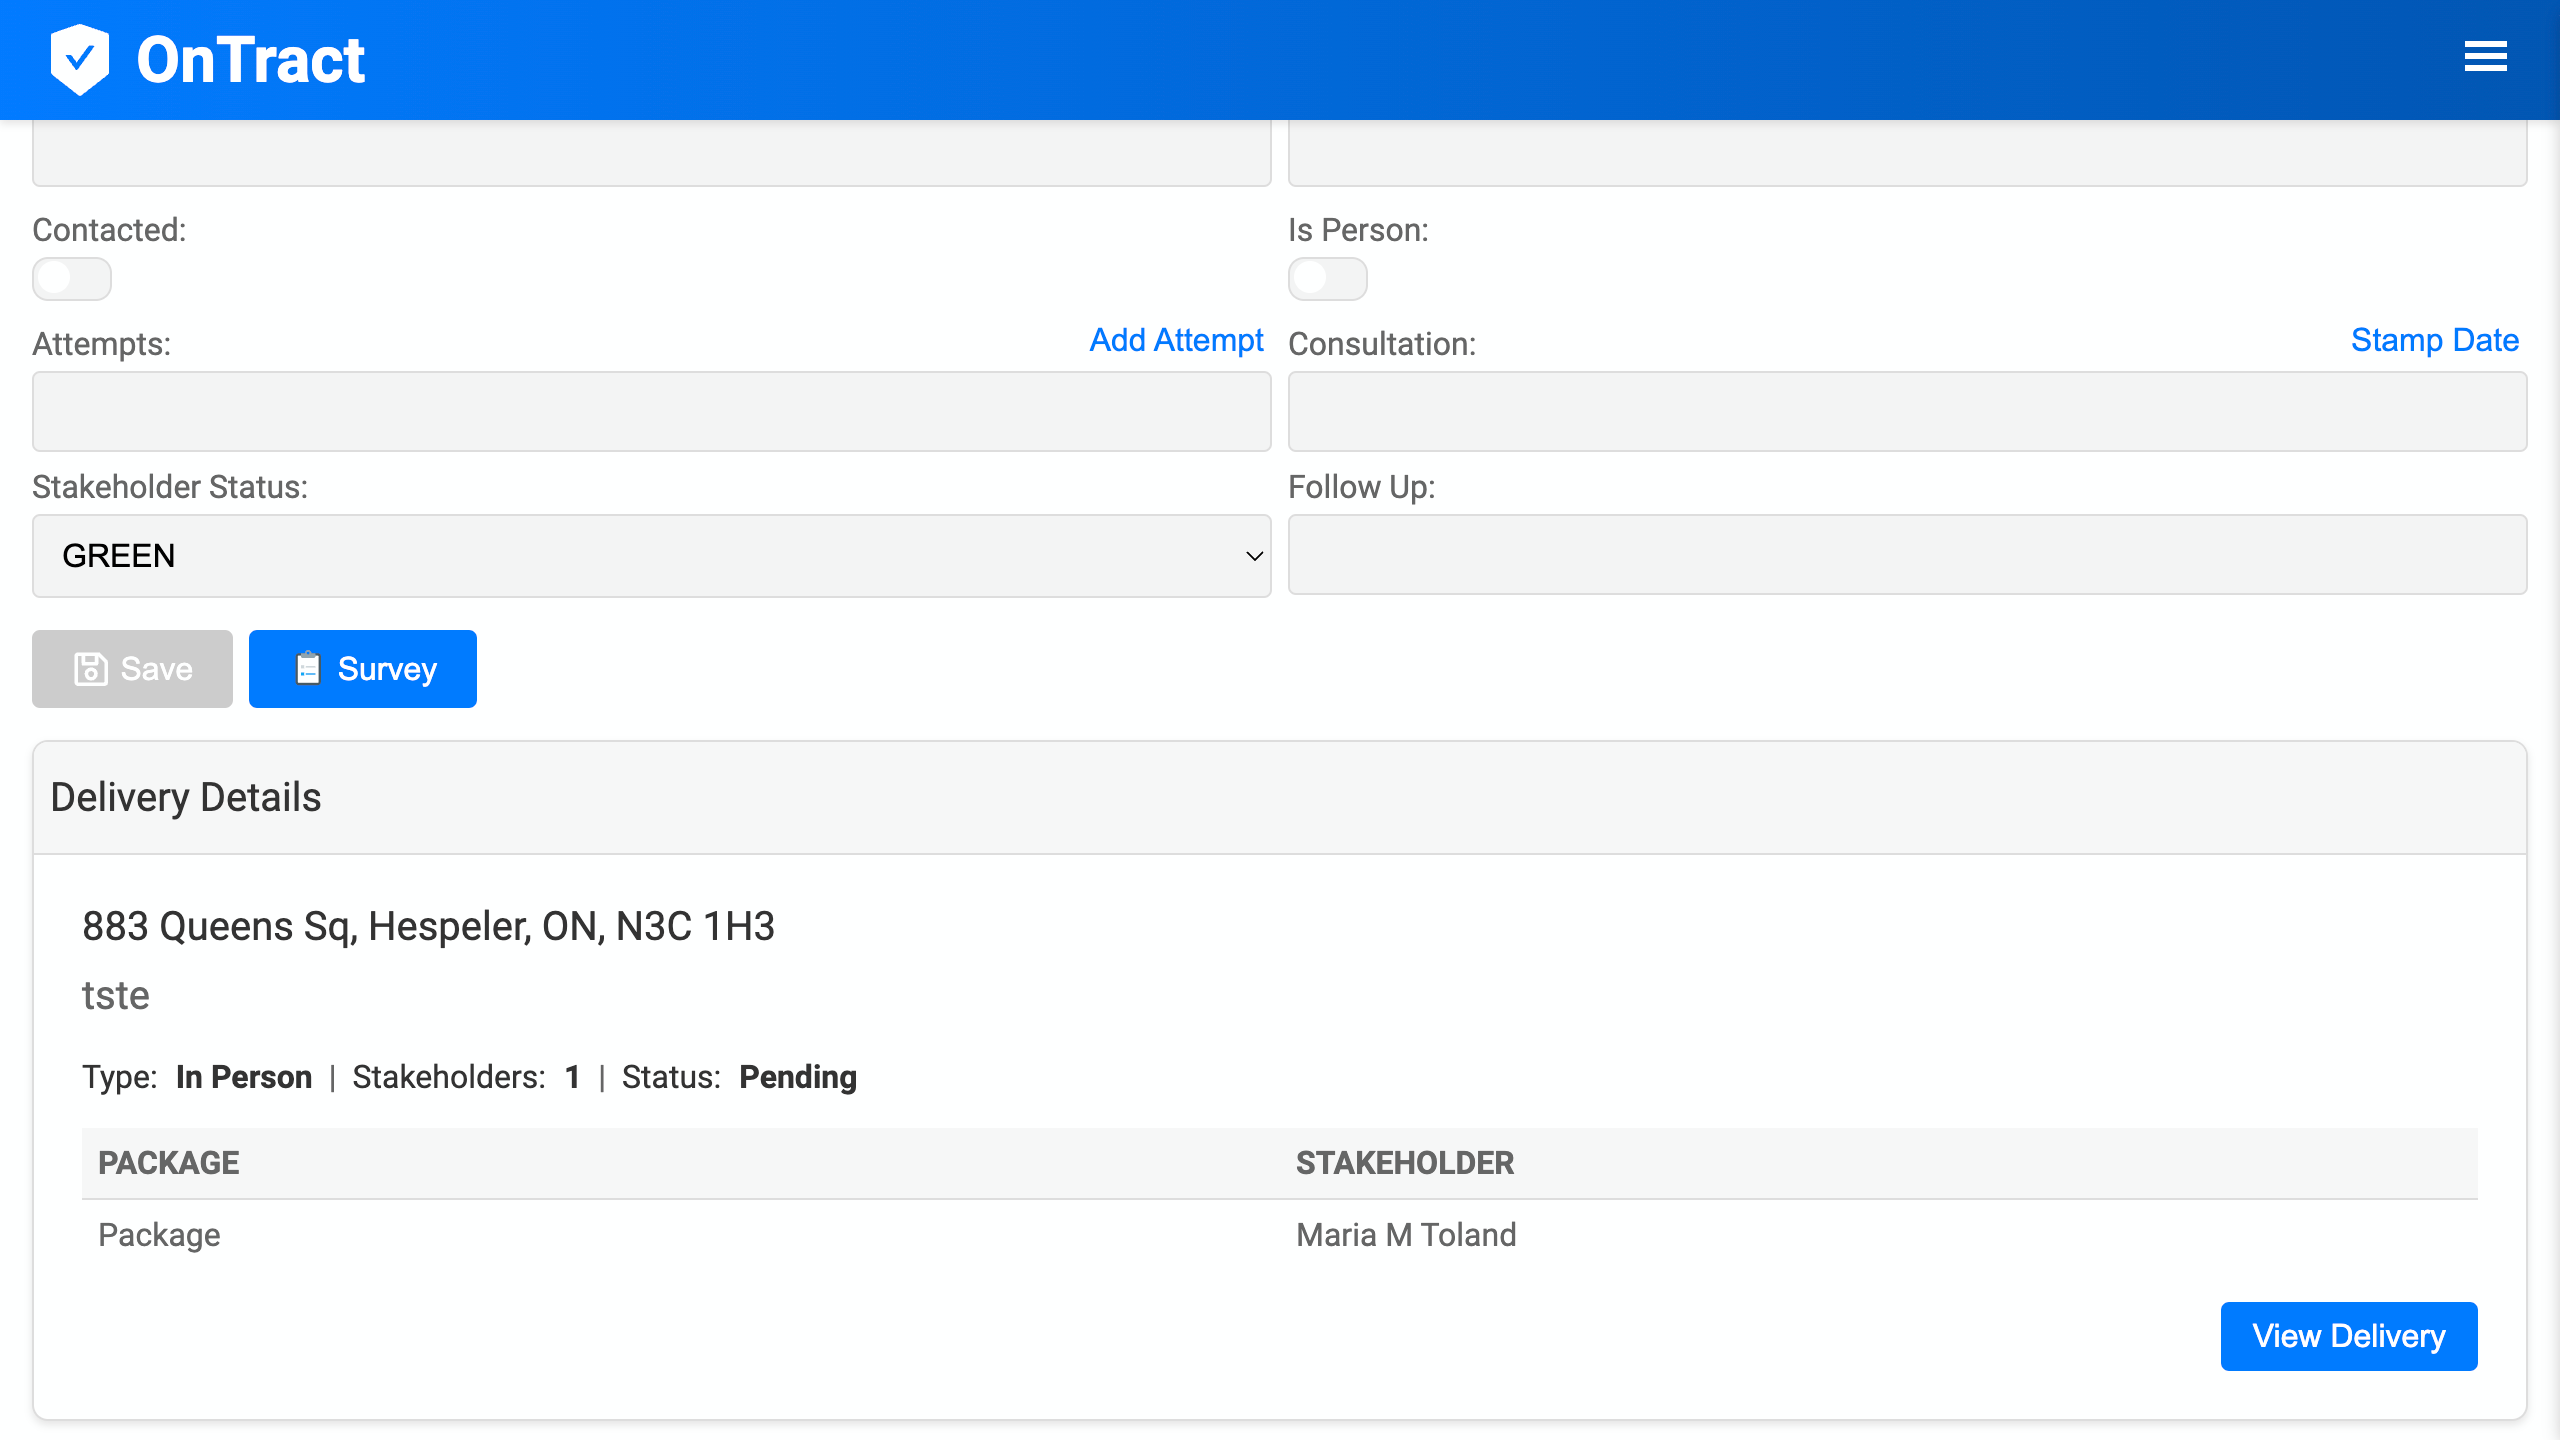 OnTract
Contacted:
Is Person:
Attempts:
Add Attempt
Consultation:
Stamp Date
Stakeholder Status:
Follow Up:
GREEN
Save
Survey
Delivery Details
883 Queens Sq, Hespeler, ON, N3C 1H3
tste
Type: In Person | Stakeholders: 1 | Status: Pending
PACKAGE
STAKEHOLDER
Package
Maria M Toland
View Delivery